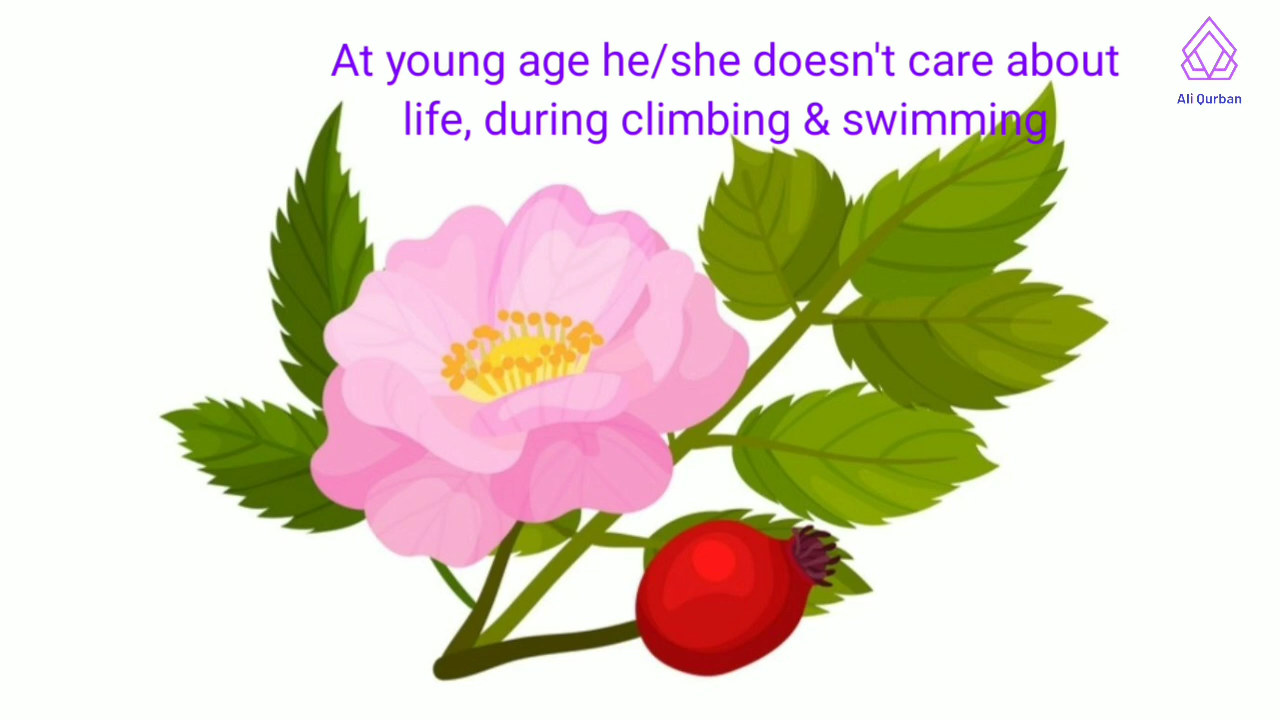 At young age he/she doesn't care about
life, during climbing & swimming
Ali Qurban